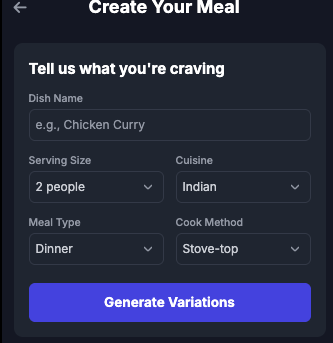 Create Your Meal
Tell us what you're craving
Dish Name
e.g., Chicken Curry
Serving Size
Cuisine
2 people
Indian
Meal Type
Cook Method
Dinner
Stove-top
Generate Variations